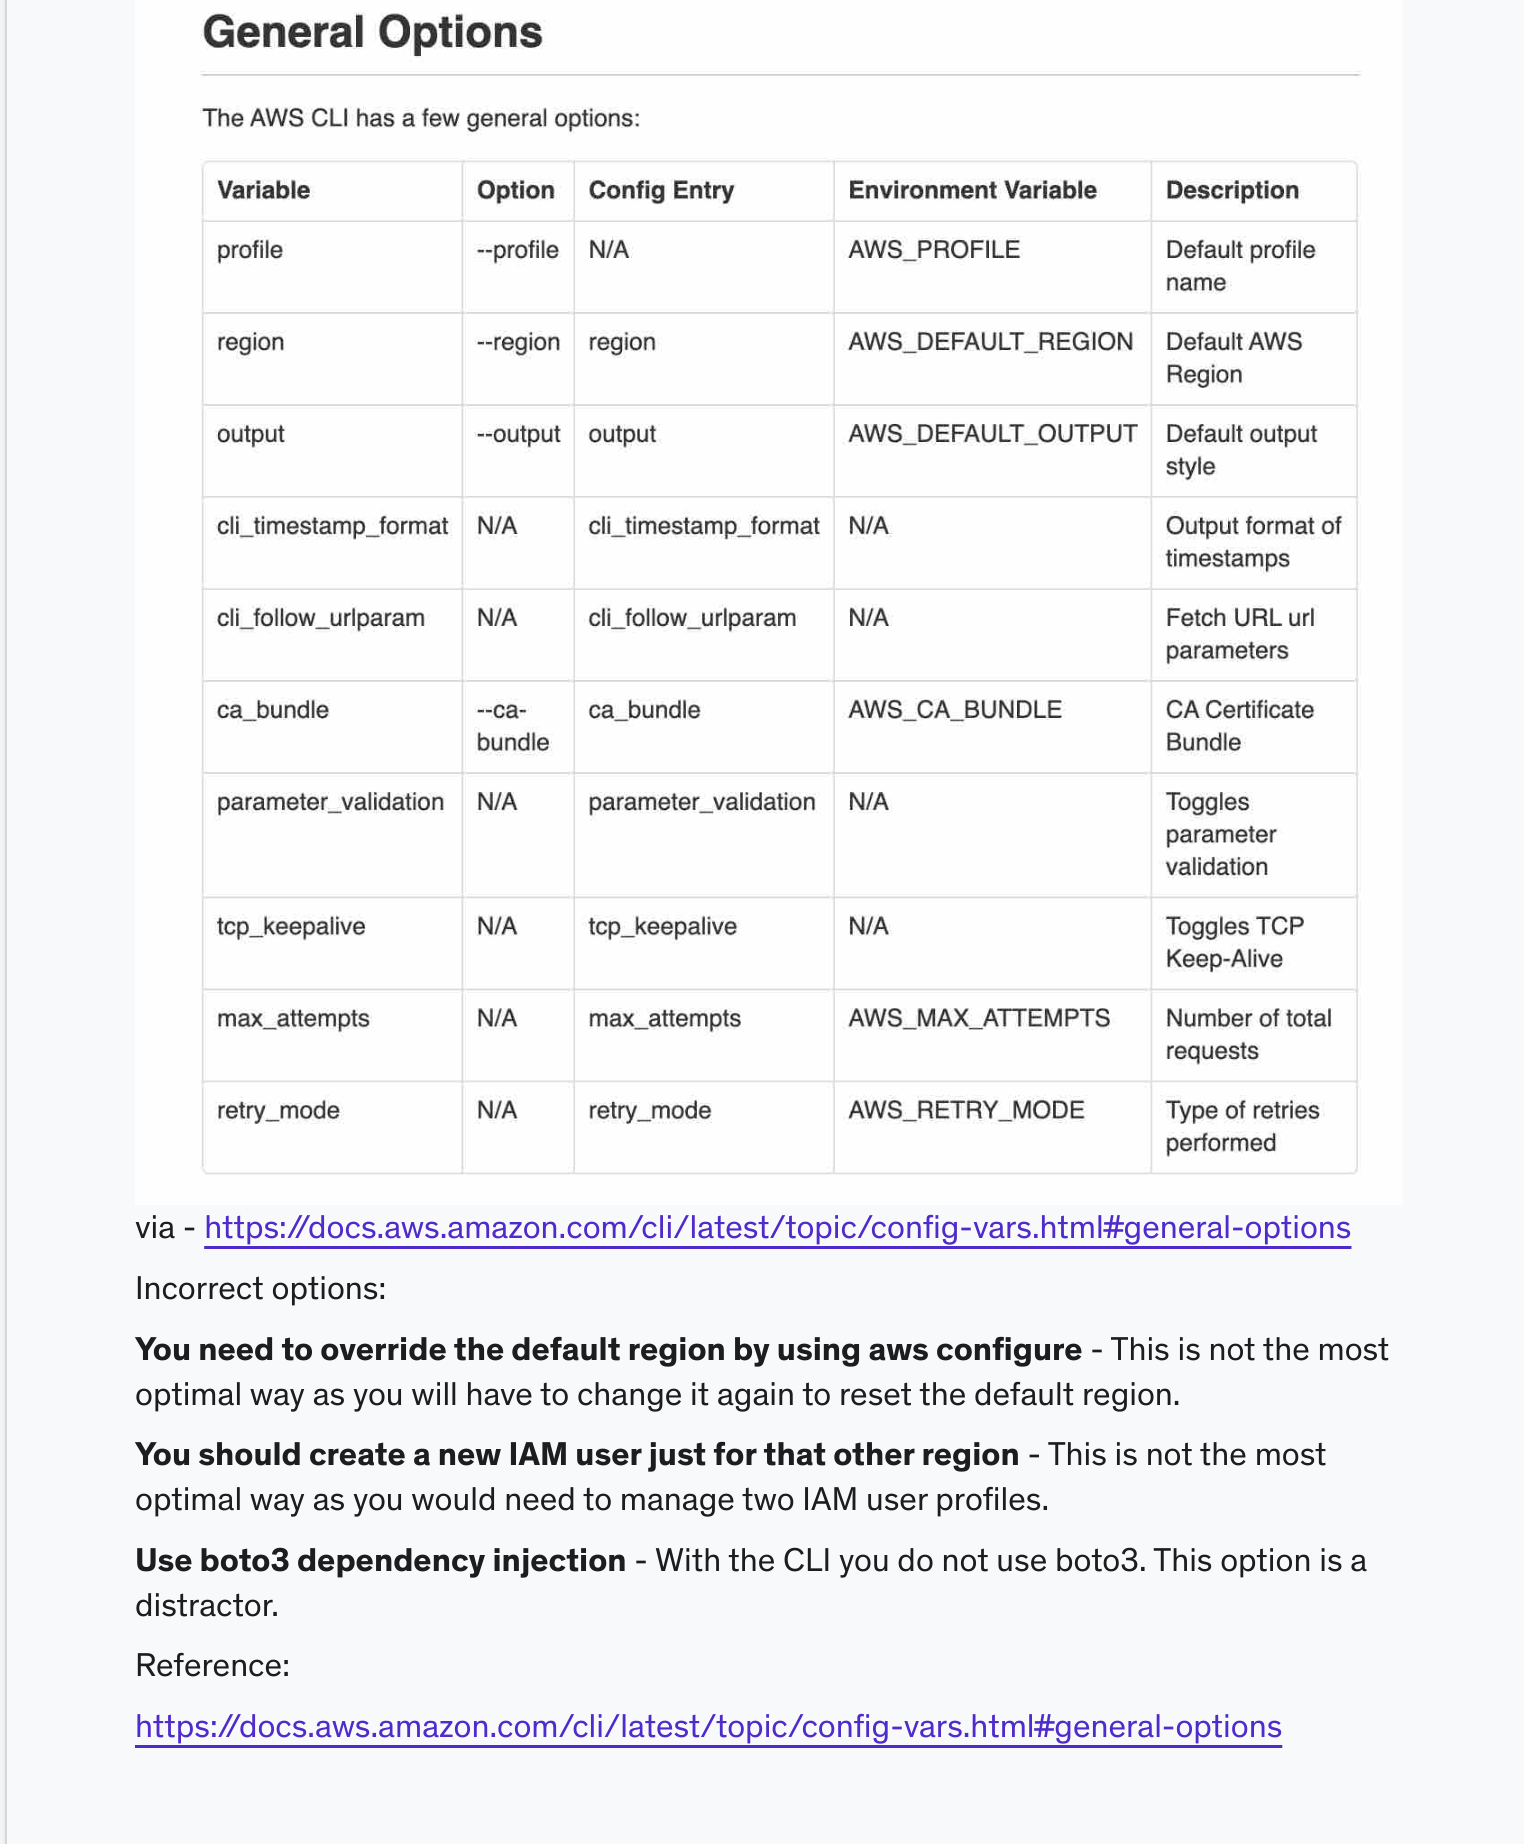 General Options
The AWS CLI has a few general options:
Variable Option Config Entry Environment Variable Description
profile --profile N/A AWS_PROFILE Default profile
name
region --region region AWS_DEFAULT_REGION Default AWS
Region
output --output output AWS_DEFAULT_OUTPUT Default output
style
cli_timestamp_format N/A cli_timestamp_format N/A Output format of
timestamps
cli_follow_urlparam N/A cli_follow_urlparam N/A Fetch URL url
parameters
ca_bundle --ca- ca_bundle AWS_CA_BUNDLE CA Certificate
bundle Bundle
parameter_validation N/A parameter_validation N/A Toggles
parameter
validation
tcp_keepalive N/A tcp_keepalive N/A Toggles TCP
Keep-Alive
max_attempts N/A max_attempts AWS_MAX_ATTEMPTS Number of total
requests
retry_mode N/A retry_mode AWS_RETRY_MODE Type of retries
performed
via - https://docs.aws.amazon.com/cli/latest/topic/config-vars.html#general-options
Incorrect options:
You need to override the default region by using aws configure - This is not the most
optimal way as you will have to change it again to reset the default region.
You should create a new IAM user just for that other region - This is not the most
optimal way as you would need to manage two IAM user profiles.
Use boto3 dependency injection - With the CLI you do not use boto3. This option is a
distractor.
Reference:
https://docs.aws.amazon.com/cli/latest/topic/config-vars.html#general-options